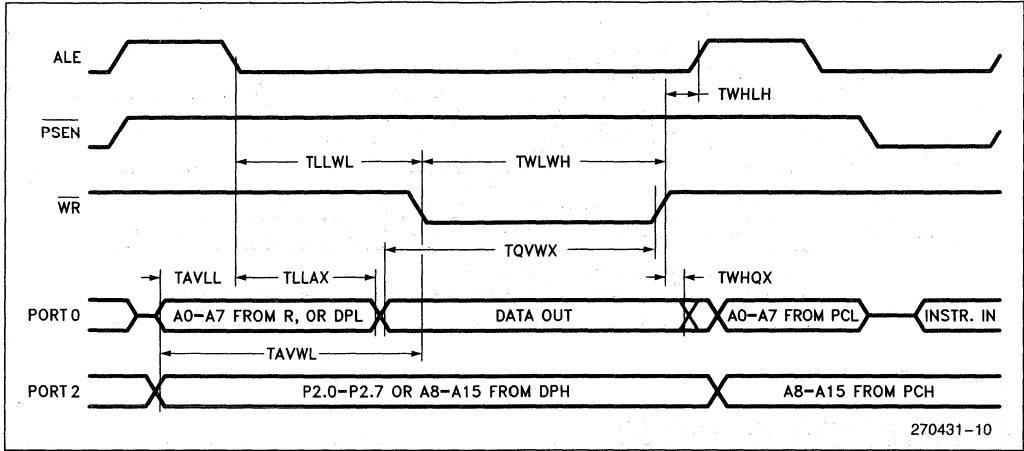 ALE
TWHLH
PSEN
TLLWL
TWLWH
WR
TQVWX
TAVLL
TLLAX
TWHQX
PORT 0
A0–A7 FROM R, OR DPL
DATA OUT
A0–A7 FROM PCL
INSTR. IN
TAVWL
PORT 2
P2.0–P2.7 OR A8–A15 FROM DPH
A8–A15 FROM PCH
270431–10